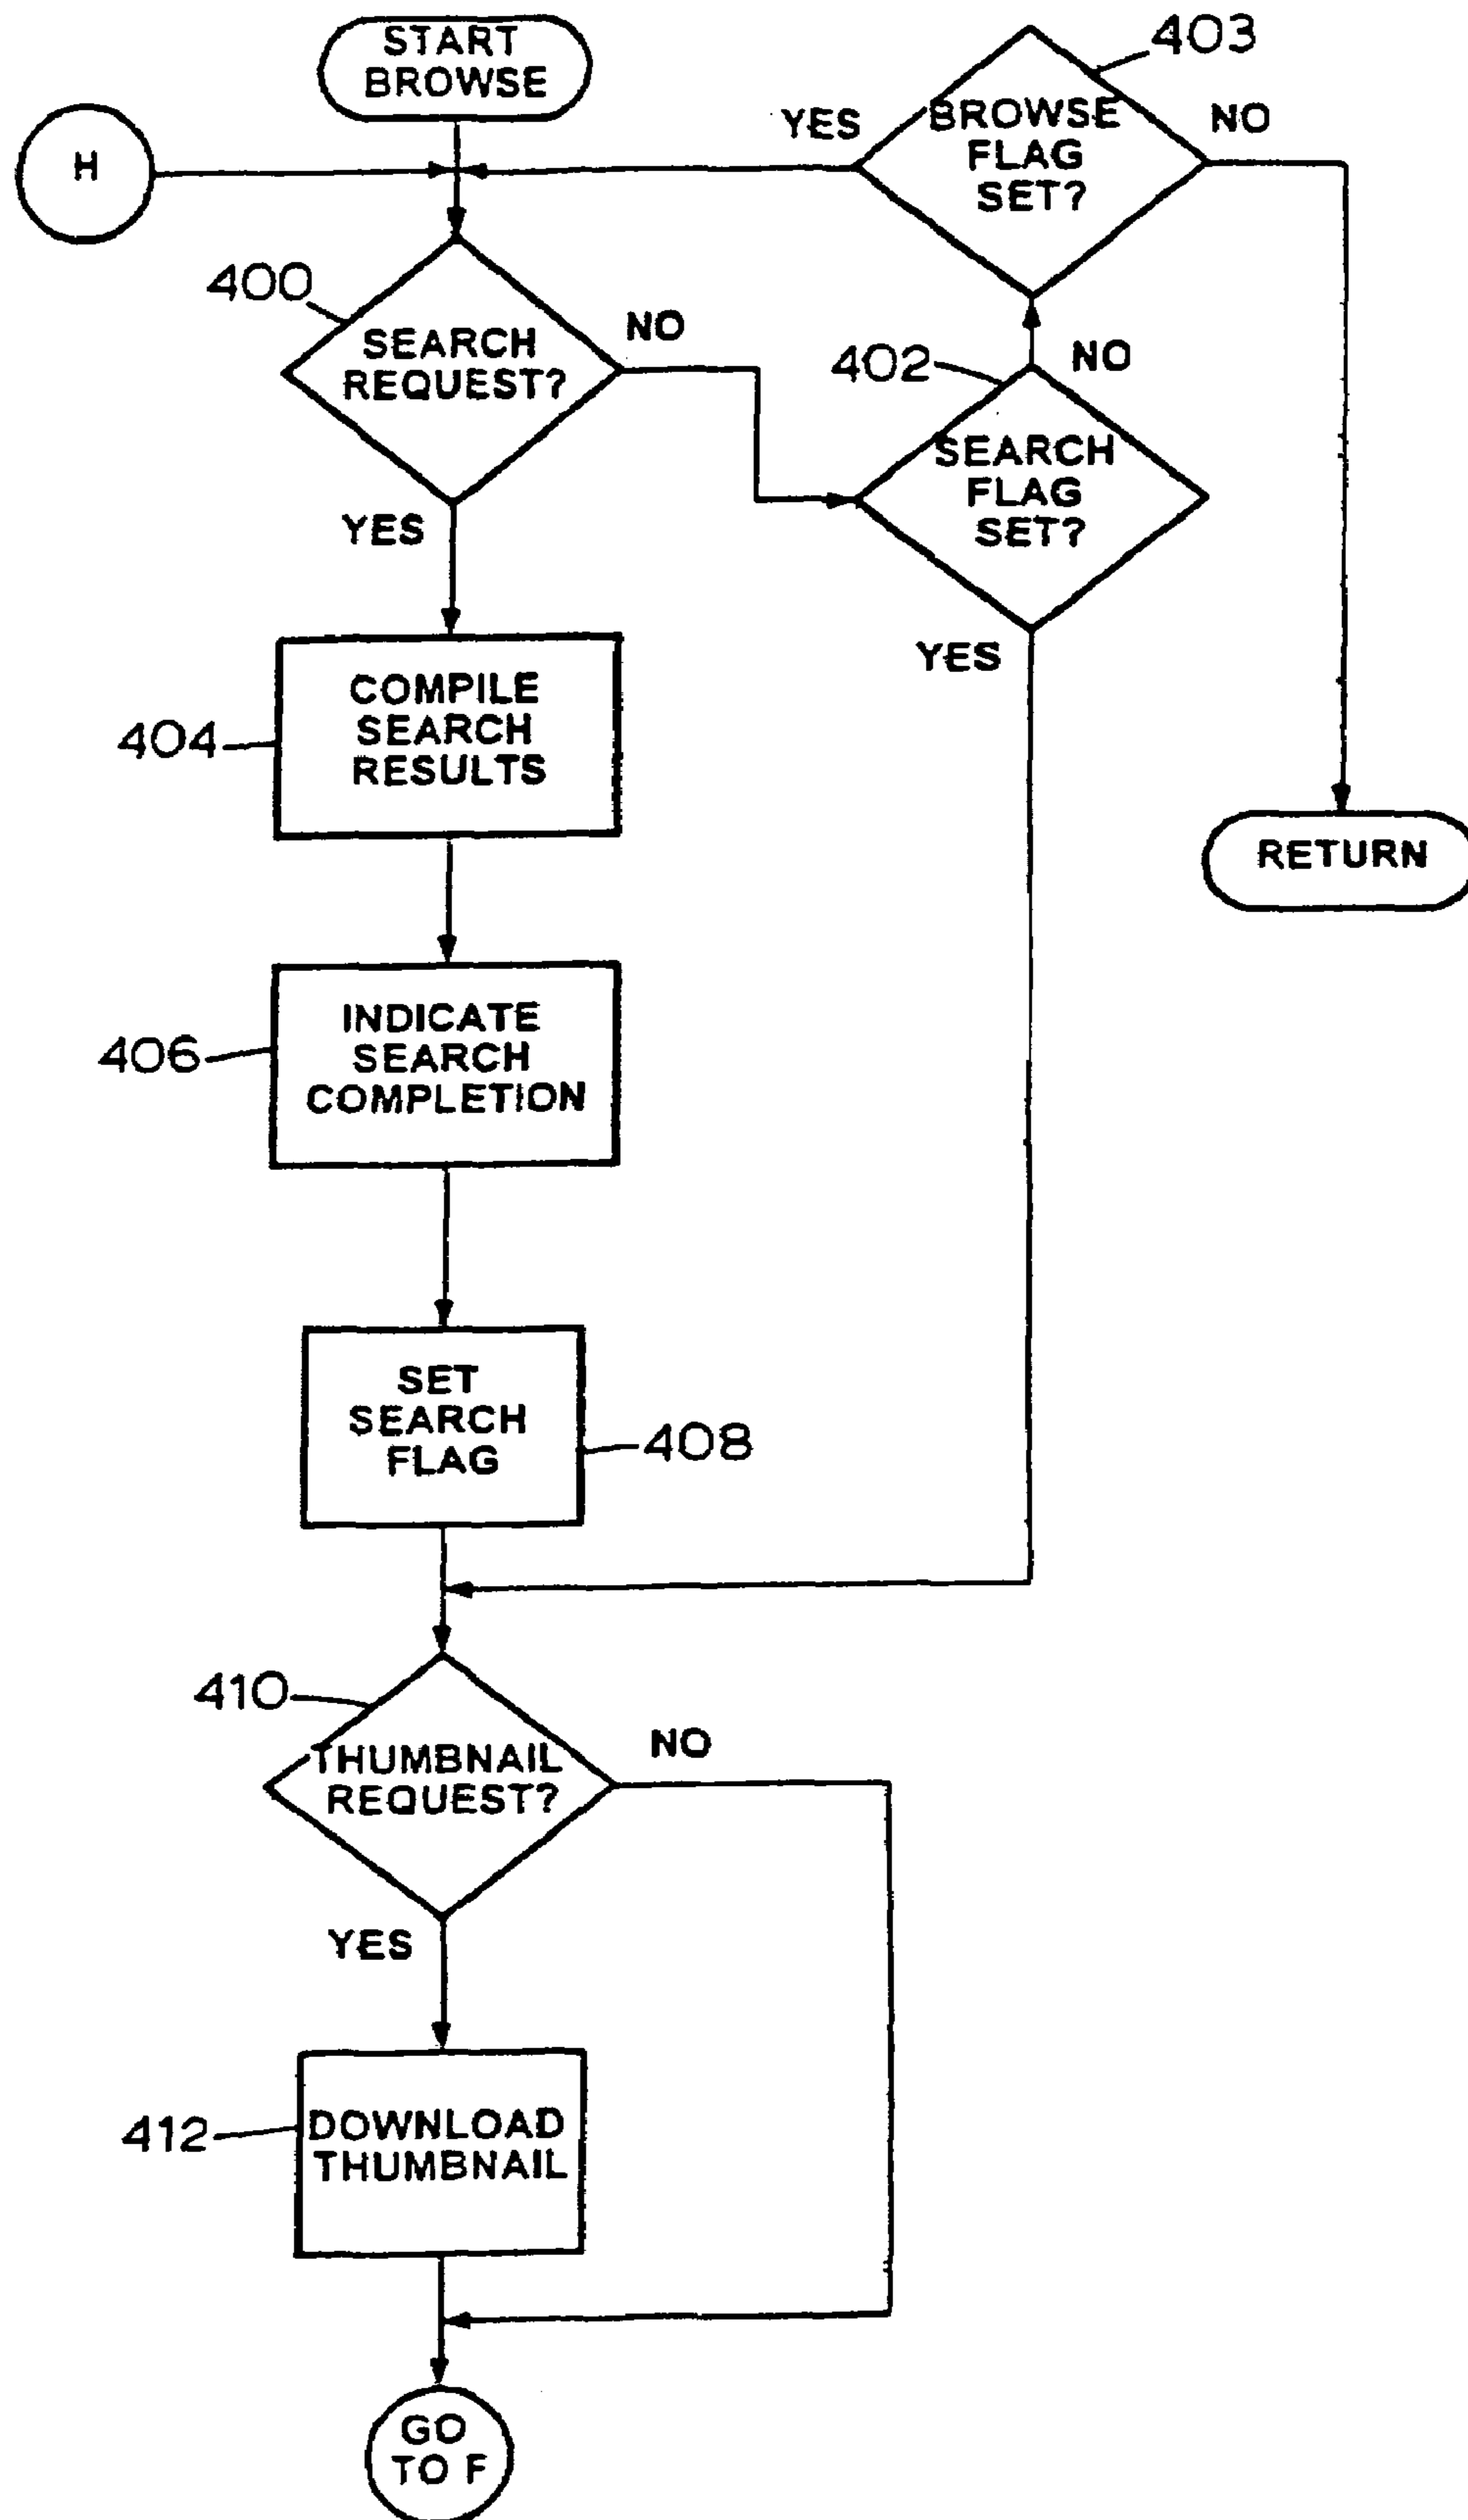 START
BROWSE
403
YES
BROWSE
FLAG
SET?
NO
H
400
SEARCH
REQUEST?
NO
402
NO
SEARCH
FLAG
SET?
YES
YES
404
COMPILE
SEARCH
RESULTS
RETURN
406
INDICATE
SEARCH
COMPLETION
SET
SEARCH
FLAG
408
410
THUMBNAIL
REQUEST?
NO
YES
412
DOWNLOAD
THUMBNAIL
GO
TO F